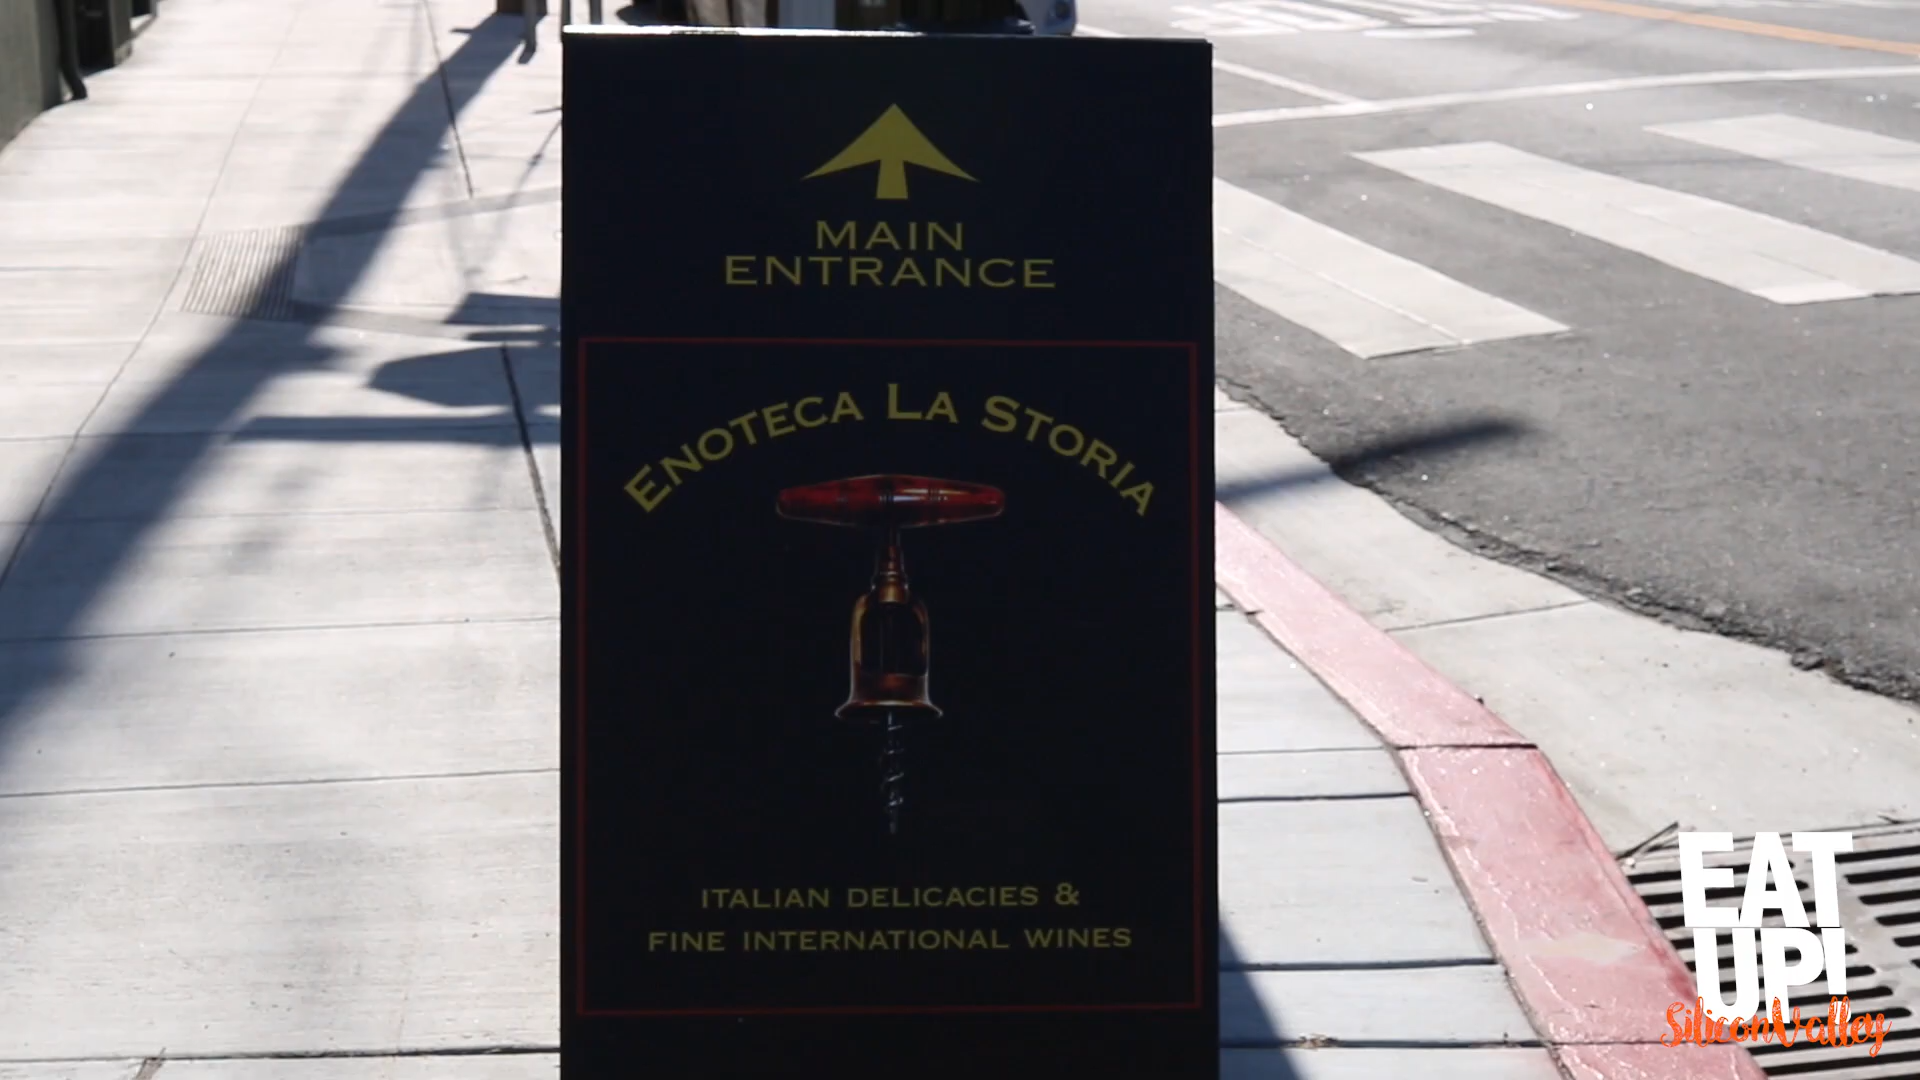 MAIN
ENTRANCE
ENOTECA LA STORIA
ITALIAN DELICACIES &
FINE INTERNATIONAL WINES
EAT
UP!
SiliconValley